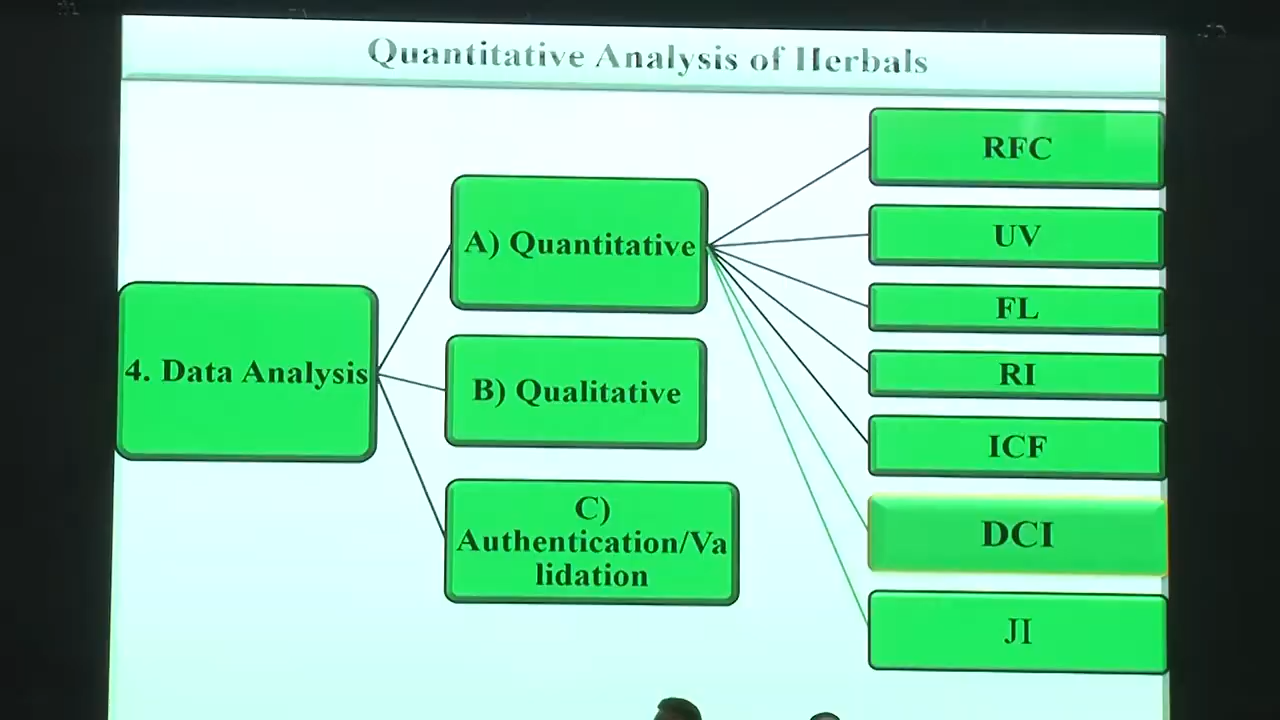 Quantitative Analysis of Herbals
RFC
A) Quantitative
UV
FL
4. Data Analysis
RI
B) Qualitative
ICF
C)
Authentication/Va
lidation
DCI
JI